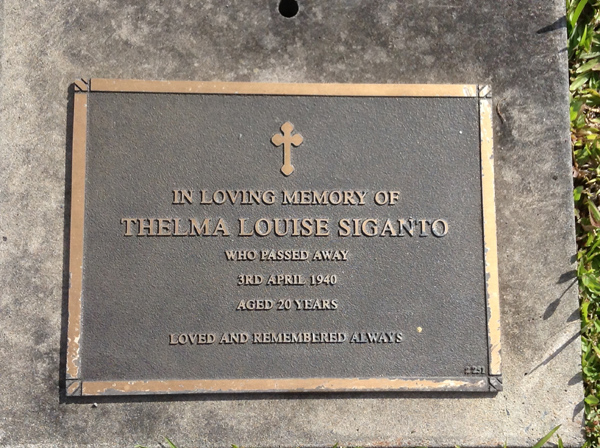 IN LOVING MEMORY OF
THELMA LOUISE SIGANTO
WHO PASSED AWAY
3RD APRIL 1940
AGED 20 YEARS
LOVED AND REMEMBERED ALWAYS